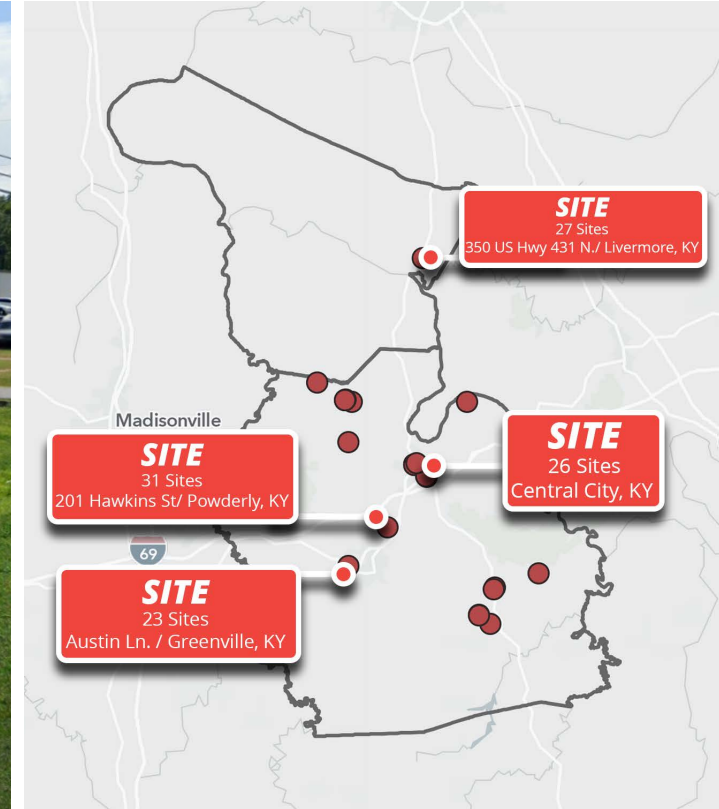 SITE
27 Sites
350 US Hwy 431 N./ Livermore, KY
Madisonville
SITE
31 Sites
201 Hawkins St/ Powderly, KY
SITE
26 Sites
Central City, KY
69
SITE
23 Sites
Austin Ln. / Greenville, KY